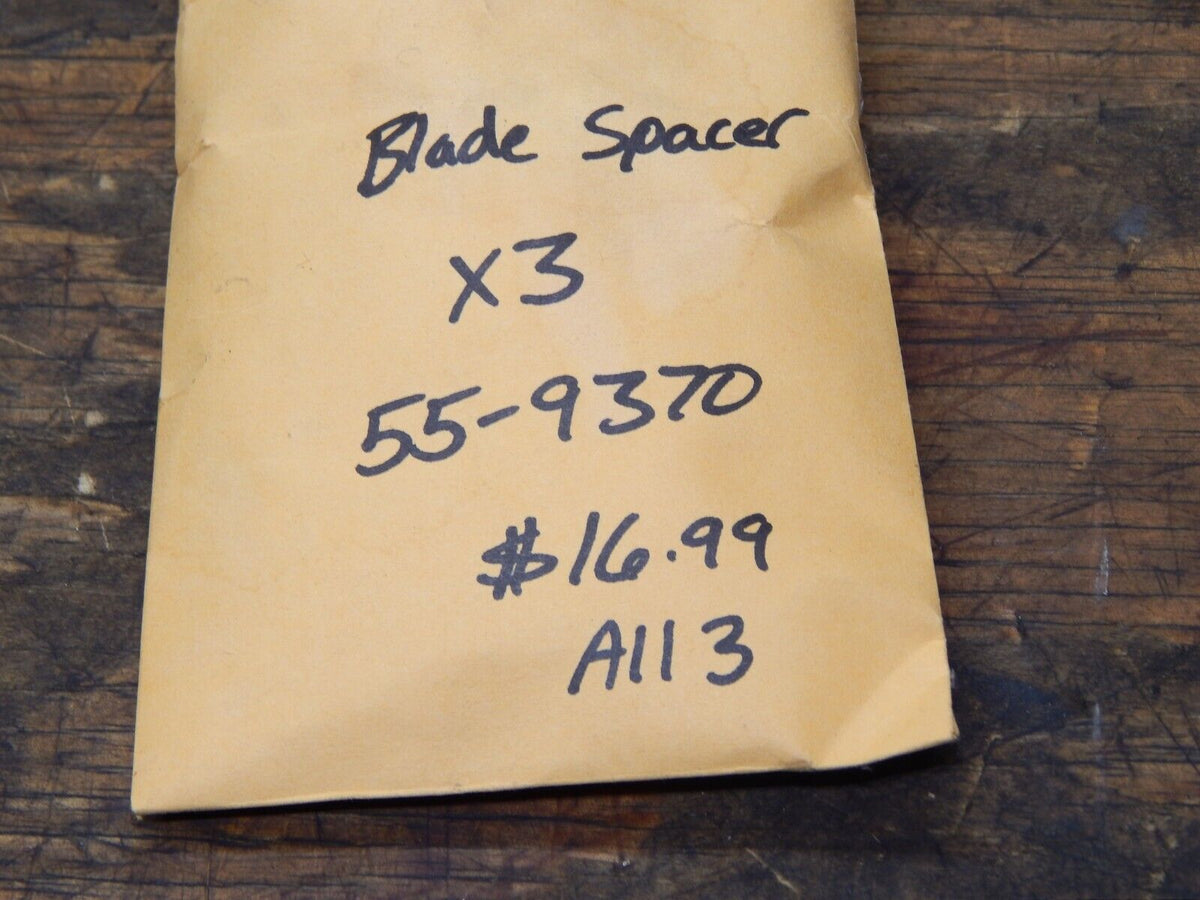 Blade Spacer
x3
55-9370
$16.99
All 3